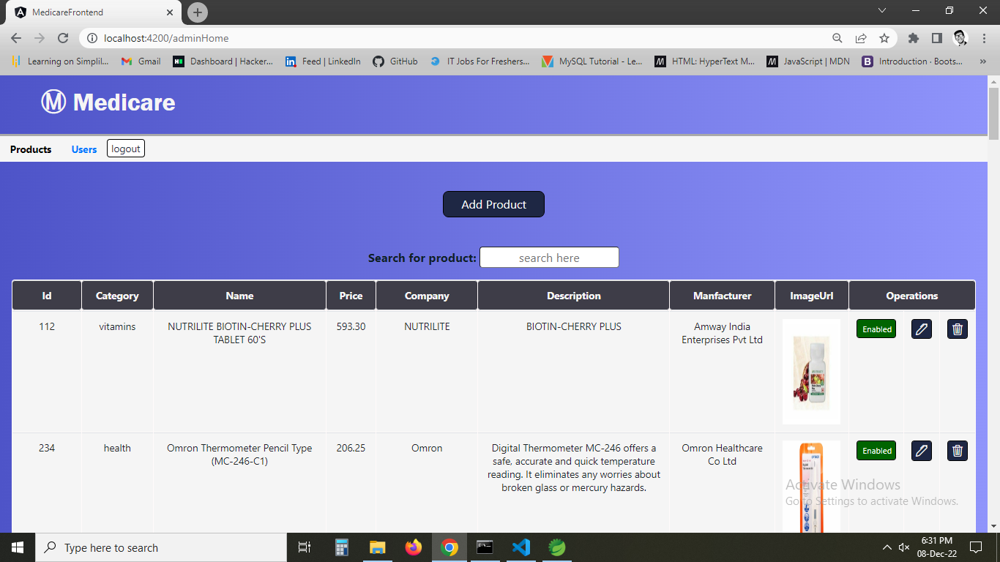 MedicareFrontend
localhost:4200/adminHome
Learning on Simplil... Gmail Dashboard | Hacker... Feed | LinkedIn GitHub IT Jobs For Freshers... MySQL Tutorial - Le... HTML: HyperText M... JavaScript | MDN Introduction · Boots... »
Ⓜ Medicare
Products Users logout
Add Product
Search for product: search here
Id Category Name Price Company Description Manfacturer ImageUrl Operations
112 vitamins NUTRILITE BIOTIN-CHERRY PLUS 593.30 NUTRILITE BIOTIN-CHERRY PLUS Amway India Enabled
TABLET 60'S Enterprises Pvt Ltd
234 health Omron Thermometer Pencil Type 206.25 Omron Digital Thermometer MC-246 offers a Omron Healthcare Enabled
(MC-246-C1) safe, accurate and quick temperature Co Ltd
reading. It eliminates any worries about
broken glass or mercury hazards.
Activate Windows
Go to Settings to activate Windows.
Type here to search
6:31 PM
08-Dec-22